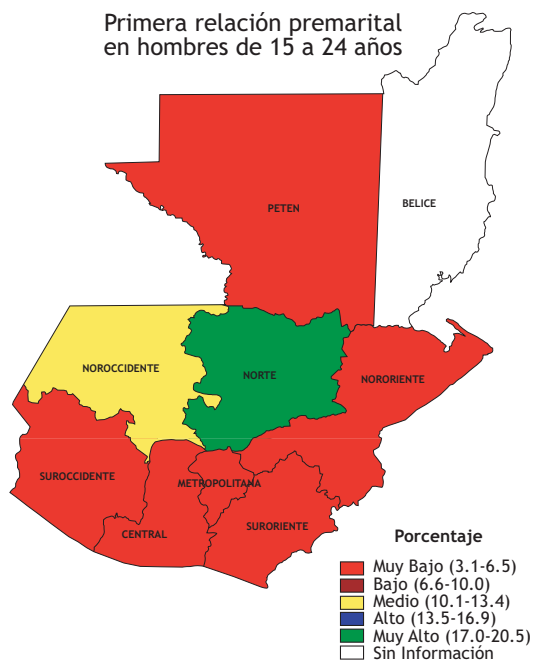 Primera relación premarital
en hombres de 15 a 24 años
PETEN
BELICE
NOROCCIDENTE
NORTE
NORORIENTE
SUROCCIDENTE
METROPOLITANA
CENTRAL
SURORIENTE
Porcentaje
Muy Bajo (3.1-6.5)
Bajo (6.6-10.0)
Medio (10.1-13.4)
Alto (13.5-16.9)
Muy Alto (17.0-20.5)
Sin Información